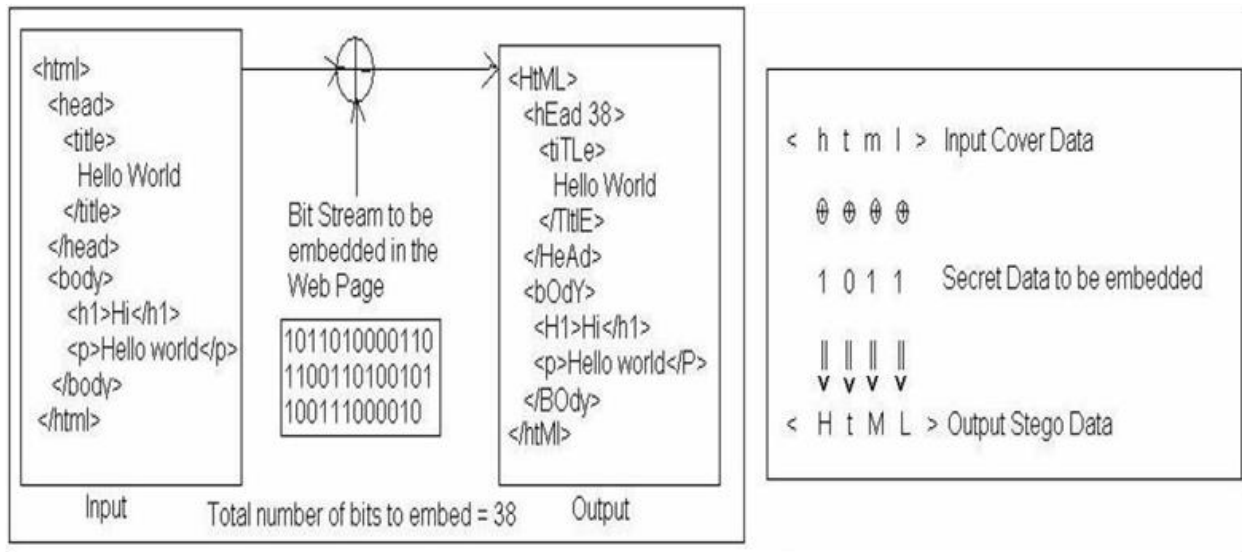 <html>
<head>
<title>
Hello World
</title>
</head>
<body>
<h1>Hi</h1>
<p>Hello world</p>
</body>
</html>
Input
Bit Stream to be
embedded in the
Web Page
1011010000110
1100110100101
100111000010
Total number of bits to embed = 38
<HtML>
<hEad 38>
<tiTLe>
Hello World
</TItlE>
</HeAd>
<bOdY>
<H1>Hi</h1>
<p>Hello world</P>
</BOdy>
</htMl>
Output
< h t m l > Input Cover Data
1 0 1 1 Secret Data to be embedded
< H t M L > Output Stego Data